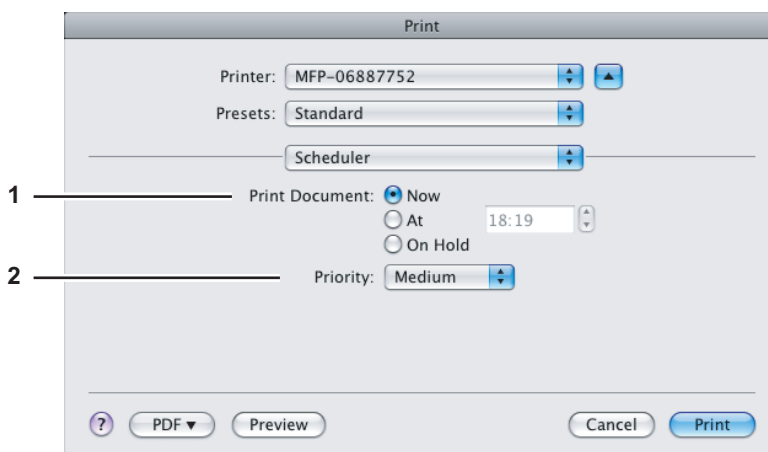 Print
Printer: MFP-06887752
Presets: Standard
Scheduler
1 Print Document: Now
At 18:19
On Hold
2 Priority: Medium
? PDF ▼ Preview Cancel Print